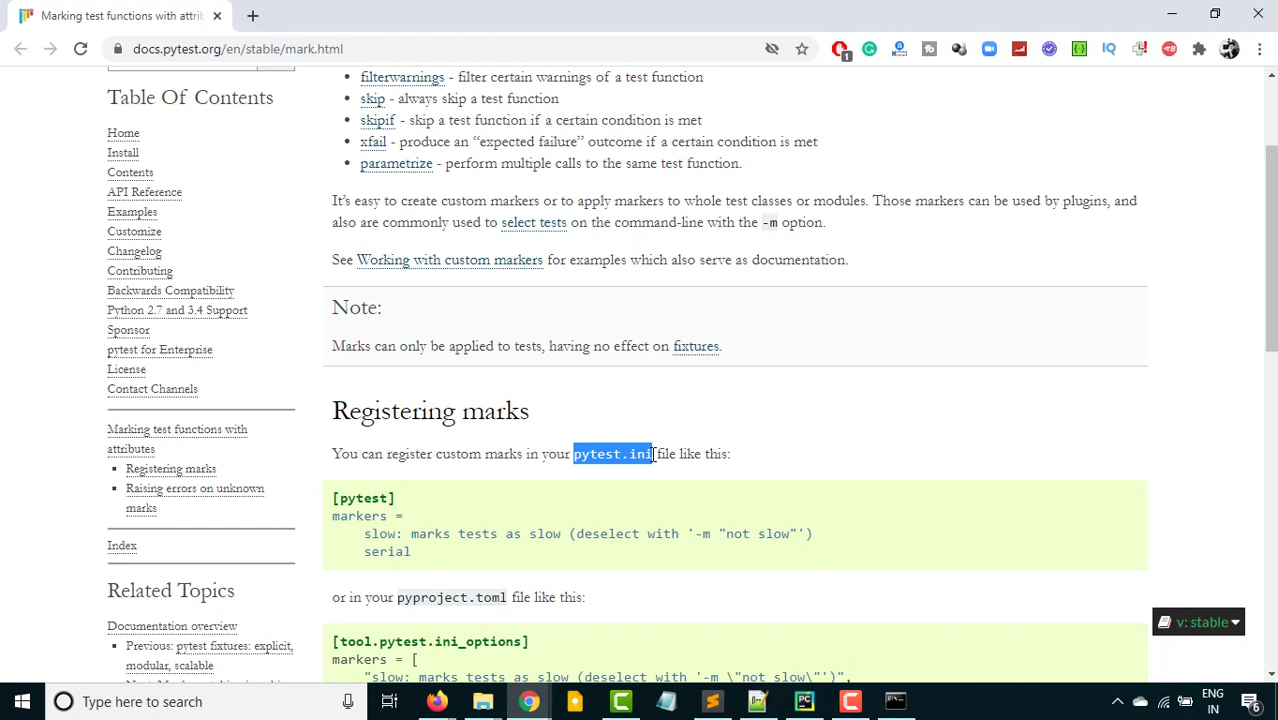 Marking test functions with attrib
docs.pytest.org/en/stable/mark.html
1
IQ
Table Of Contents
Home
Install
Contents
API Reference
Examples
Customize
Changelog
Contributing
Backwards Compatibility
Python 2.7 and 3.4 Support
Sponsor
pytest for Enterprise
License
Contact Channels
Marking test functions with
attributes
• Registering marks
• Raising errors on unknown
marks
Index
Related Topics
Documentation overview
• Previous: pytest fixtures: explicit,
modular, scalable
• filterwarnings - filter certain warnings of a test function
• skip - always skip a test function
• skipif - skip a test function if a certain condition is met
• xfail - produce an “expected failure” outcome if a certain condition is met
• parametrize - perform multiple calls to the same test function.
It’s easy to create custom markers or to apply markers to whole test classes or modules. Those markers can be used by plugins, and
also are commonly used to select tests on the command-line with the -m option.
See Working with custom markers for examples which also serve as documentation.
Note:
Marks can only be applied to tests, having no effect on fixtures.
Registering marks
You can register custom marks in your pytest.ini file like this:
[pytest]
markers =
slow: marks tests as slow (deselect with '-m "not slow"')
serial
or in your pyproject.toml file like this:
[tool.pytest.ini_options]
markers = [
"slow: marks tests as slow (deselect with '-m \"not slow\"')",
v: stable
Type here to search
ENG
IN
6